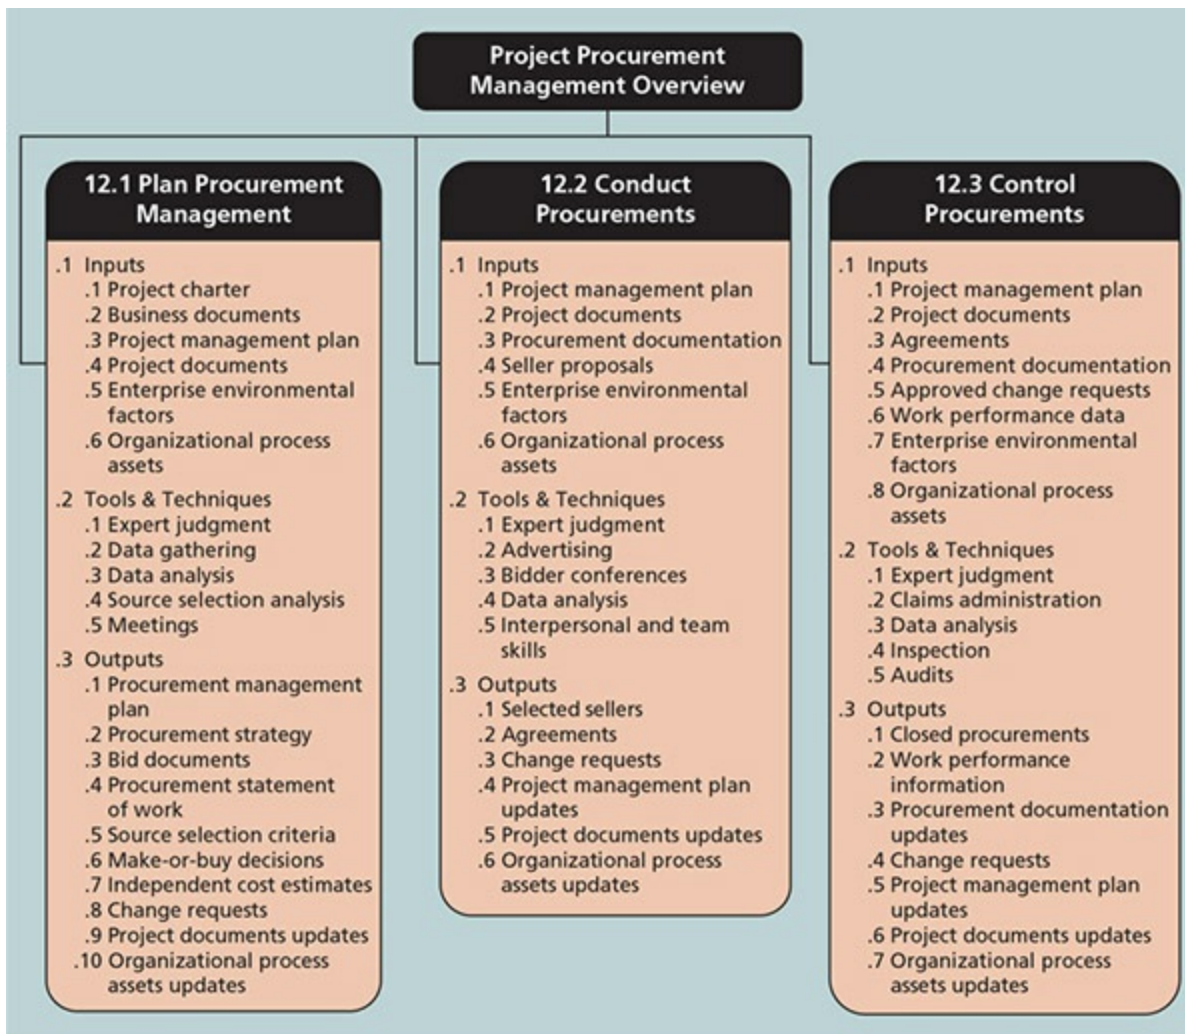 Project Procurement
Management Overview
12.1 Plan Procurement
Management
.1 Inputs
.1 Project charter
.2 Business documents
.3 Project management plan
.4 Project documents
.5 Enterprise environmental
factors
.6 Organizational process
assets
.2 Tools & Techniques
.1 Expert judgment
.2 Data gathering
.3 Data analysis
.4 Source selection analysis
.5 Meetings
.3 Outputs
.1 Procurement management
plan
.2 Procurement strategy
.3 Bid documents
.4 Procurement statement
of work
.5 Source selection criteria
.6 Make-or-buy decisions
.7 Independent cost estimates
.8 Change requests
.9 Project documents updates
.10 Organizational process
assets updates
12.2 Conduct
Procurements
.1 Inputs
.1 Project management plan
.2 Project documents
.3 Procurement documentation
.4 Seller proposals
.5 Enterprise environmental
factors
.6 Organizational process
assets
.2 Tools & Techniques
.1 Expert judgment
.2 Advertising
.3 Bidder conferences
.4 Data analysis
.5 Interpersonal and team
skills
.3 Outputs
.1 Selected sellers
.2 Agreements
.3 Change requests
.4 Project management plan
updates
.5 Project documents updates
.6 Organizational process
assets updates
12.3 Control
Procurements
.1 Inputs
.1 Project management plan
.2 Project documents
.3 Agreements
.4 Procurement documentation
.5 Approved change requests
.6 Work performance data
.7 Enterprise environmental
factors
.8 Organizational process
assets
.2 Tools & Techniques
.1 Expert judgment
.2 Claims administration
.3 Data analysis
.4 Inspection
.5 Audits
.3 Outputs
.1 Closed procurements
.2 Work performance
information
.3 Procurement documentation
updates
.4 Change requests
.5 Project management plan
updates
.6 Project documents updates
.7 Organizational process
assets updates